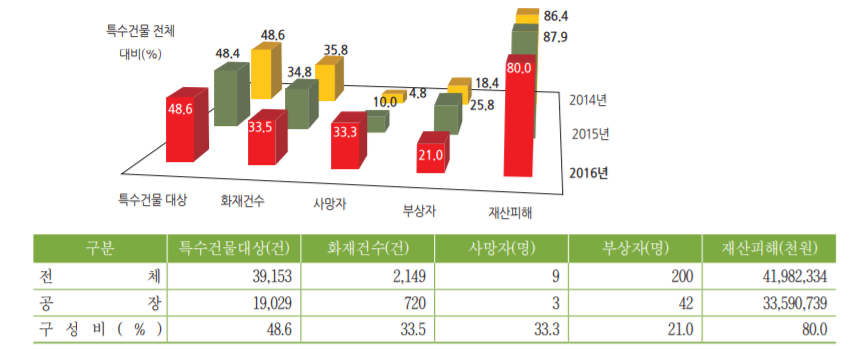 특수건물 전체
대비(%)
48.6 48.4 48.6
33.5 34.8 35.8
33.3 10.0 4.8
21.0 25.8 18.4
80.0 87.9 86.4
2014년
2015년
2016년
특수건물 대상 화재건수 사망자 부상자 재산피해
구분 특수건물대상(건) 화재건수(건) 사망자(명) 부상자(명) 재산피해(천원)
전 체 39,153 2,149 9 200 41,982,334
공 장 19,029 720 3 42 33,590,739
구 성 비 ( % ) 48.6 33.5 33.3 21.0 80.0